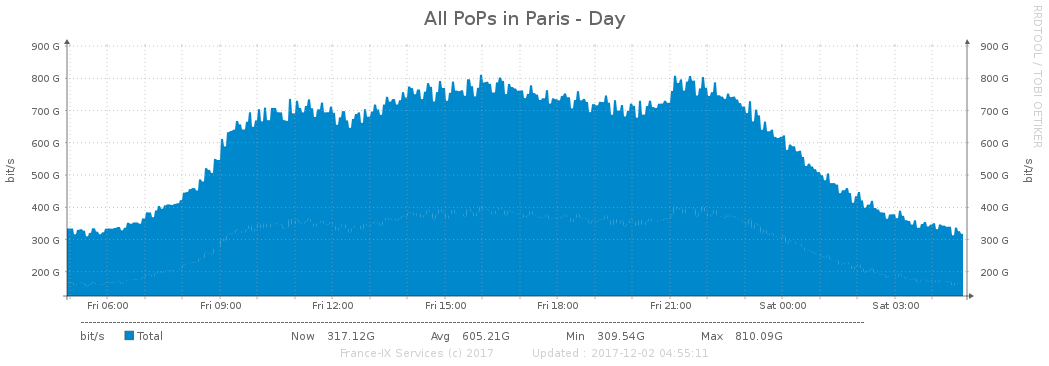 All PoPs in Paris - Day
RRDTOOL / TOBI OETIKER
900 G 900 G
800 G 800 G
700 G 700 G
600 G 600 G
500 G 500 G
400 G 400 G
300 G 300 G
200 G 200 G
bit/s bit/s
Fri 06:00 Fri 09:00 Fri 12:00 Fri 15:00 Fri 18:00 Fri 21:00 Sat 00:00 Sat 03:00
bit/s Total Now 317.12G Avg 605.21G Min 309.54G Max 810.09G
France-IX Services (c) 2017 Updated : 2017-12-02 04:55:11